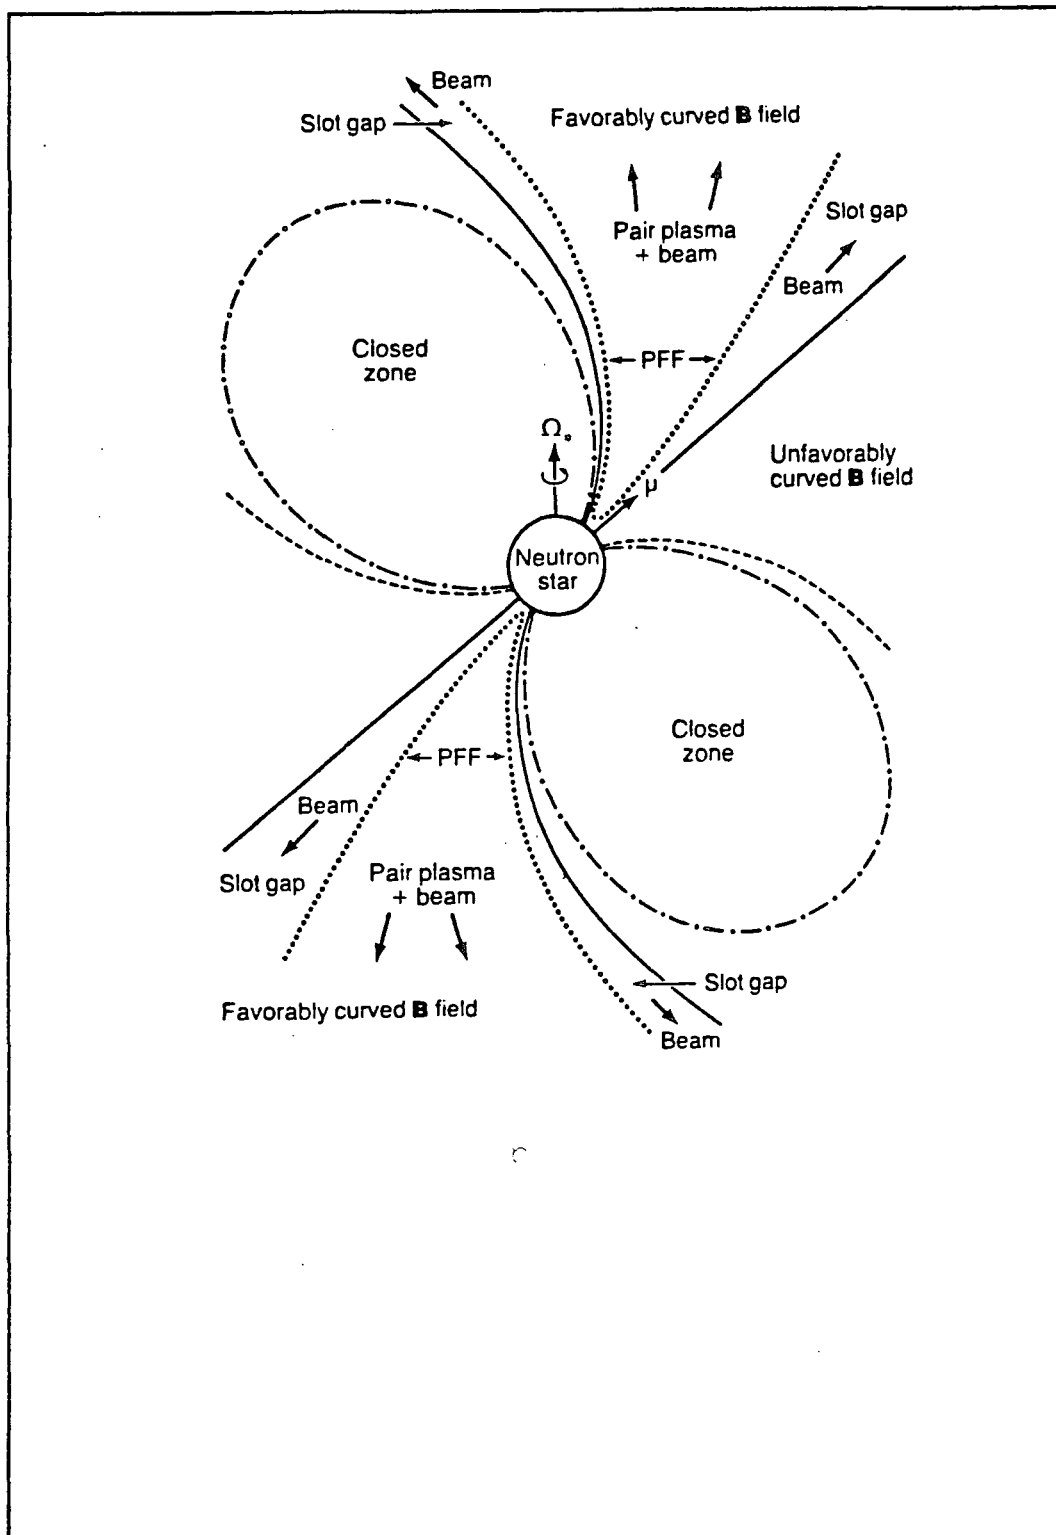 Beam
Slot gap
Favorably curved B field
Slot gap
Pair plasma
+ beam
Beam
Closed
zone
PFF
Ω*
Unfavorably
curved B field
μ
Neutron
star
Closed
zone
PFF
Beam
Slot gap
Pair plasma
+ beam
Slot gap
Favorably curved B field
Beam